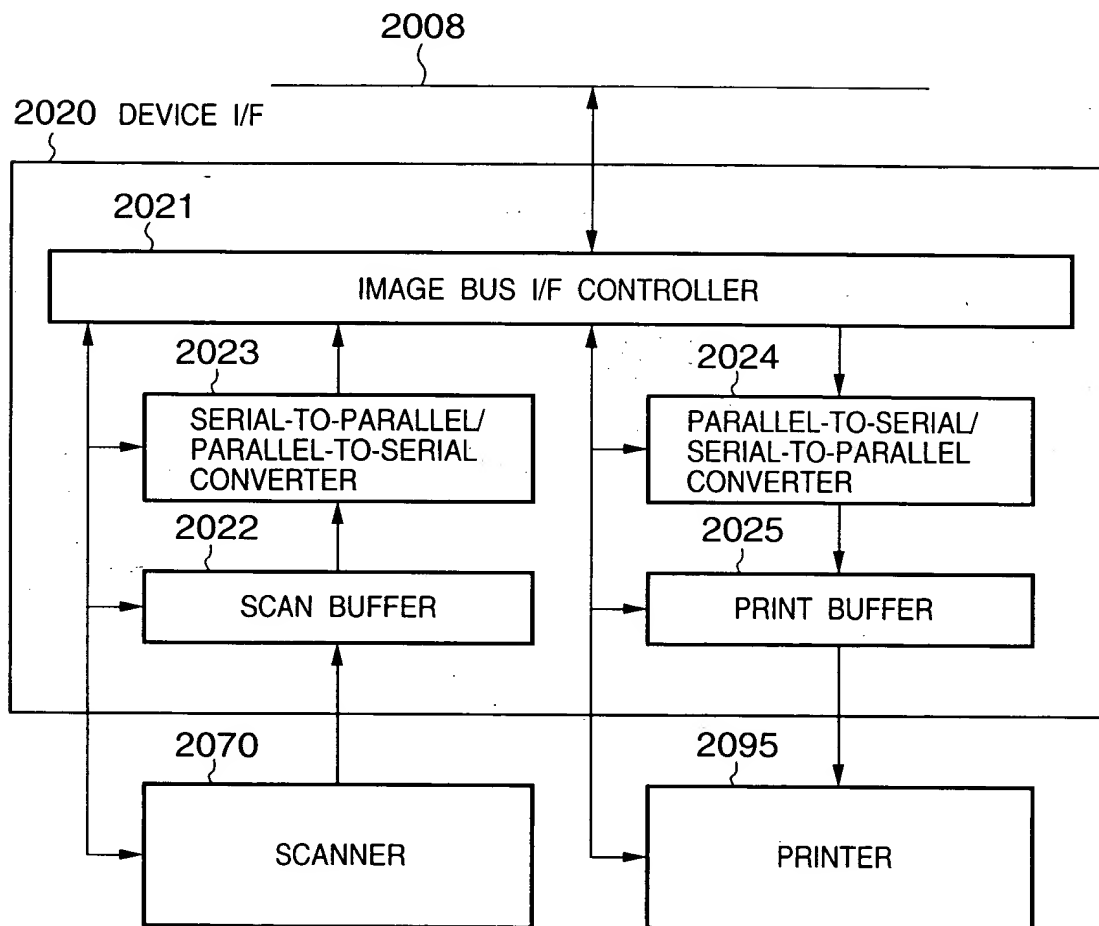 2008
2020 DEVICE I/F
2021
IMAGE BUS I/F CONTROLLER
2023
SERIAL-TO-PARALLEL/
PARALLEL-TO-SERIAL
CONVERTER
2024
PARALLEL-TO-SERIAL/
SERIAL-TO-PARALLEL
CONVERTER
2022
SCAN BUFFER
2025
PRINT BUFFER
2070
SCANNER
2095
PRINTER